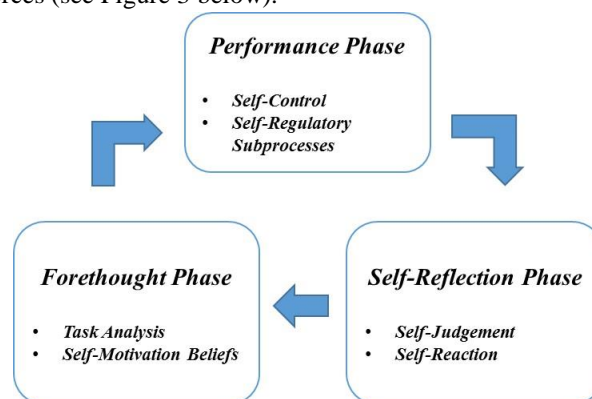 (see Figure 3 below).
Performance Phase
• Self-Control
• Self-Regulatory
Subprocesses
Forethought Phase
• Task Analysis
• Self-Motivation Beliefs
Self-Reflection Phase
• Self-Judgement
• Self-Reaction